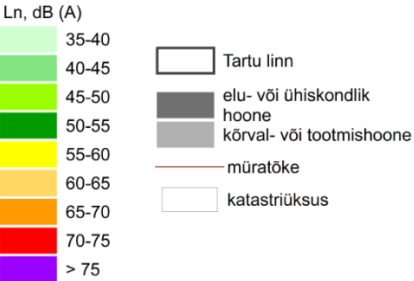 Ln, dB (A)
35-40
40-45
45-50
50-55
55-60
60-65
65-70
70-75
> 75
Tartu linn
elu- või ühiskondlik
hoone
kõrval- või tootmishoone
müratõke
katastriüksus